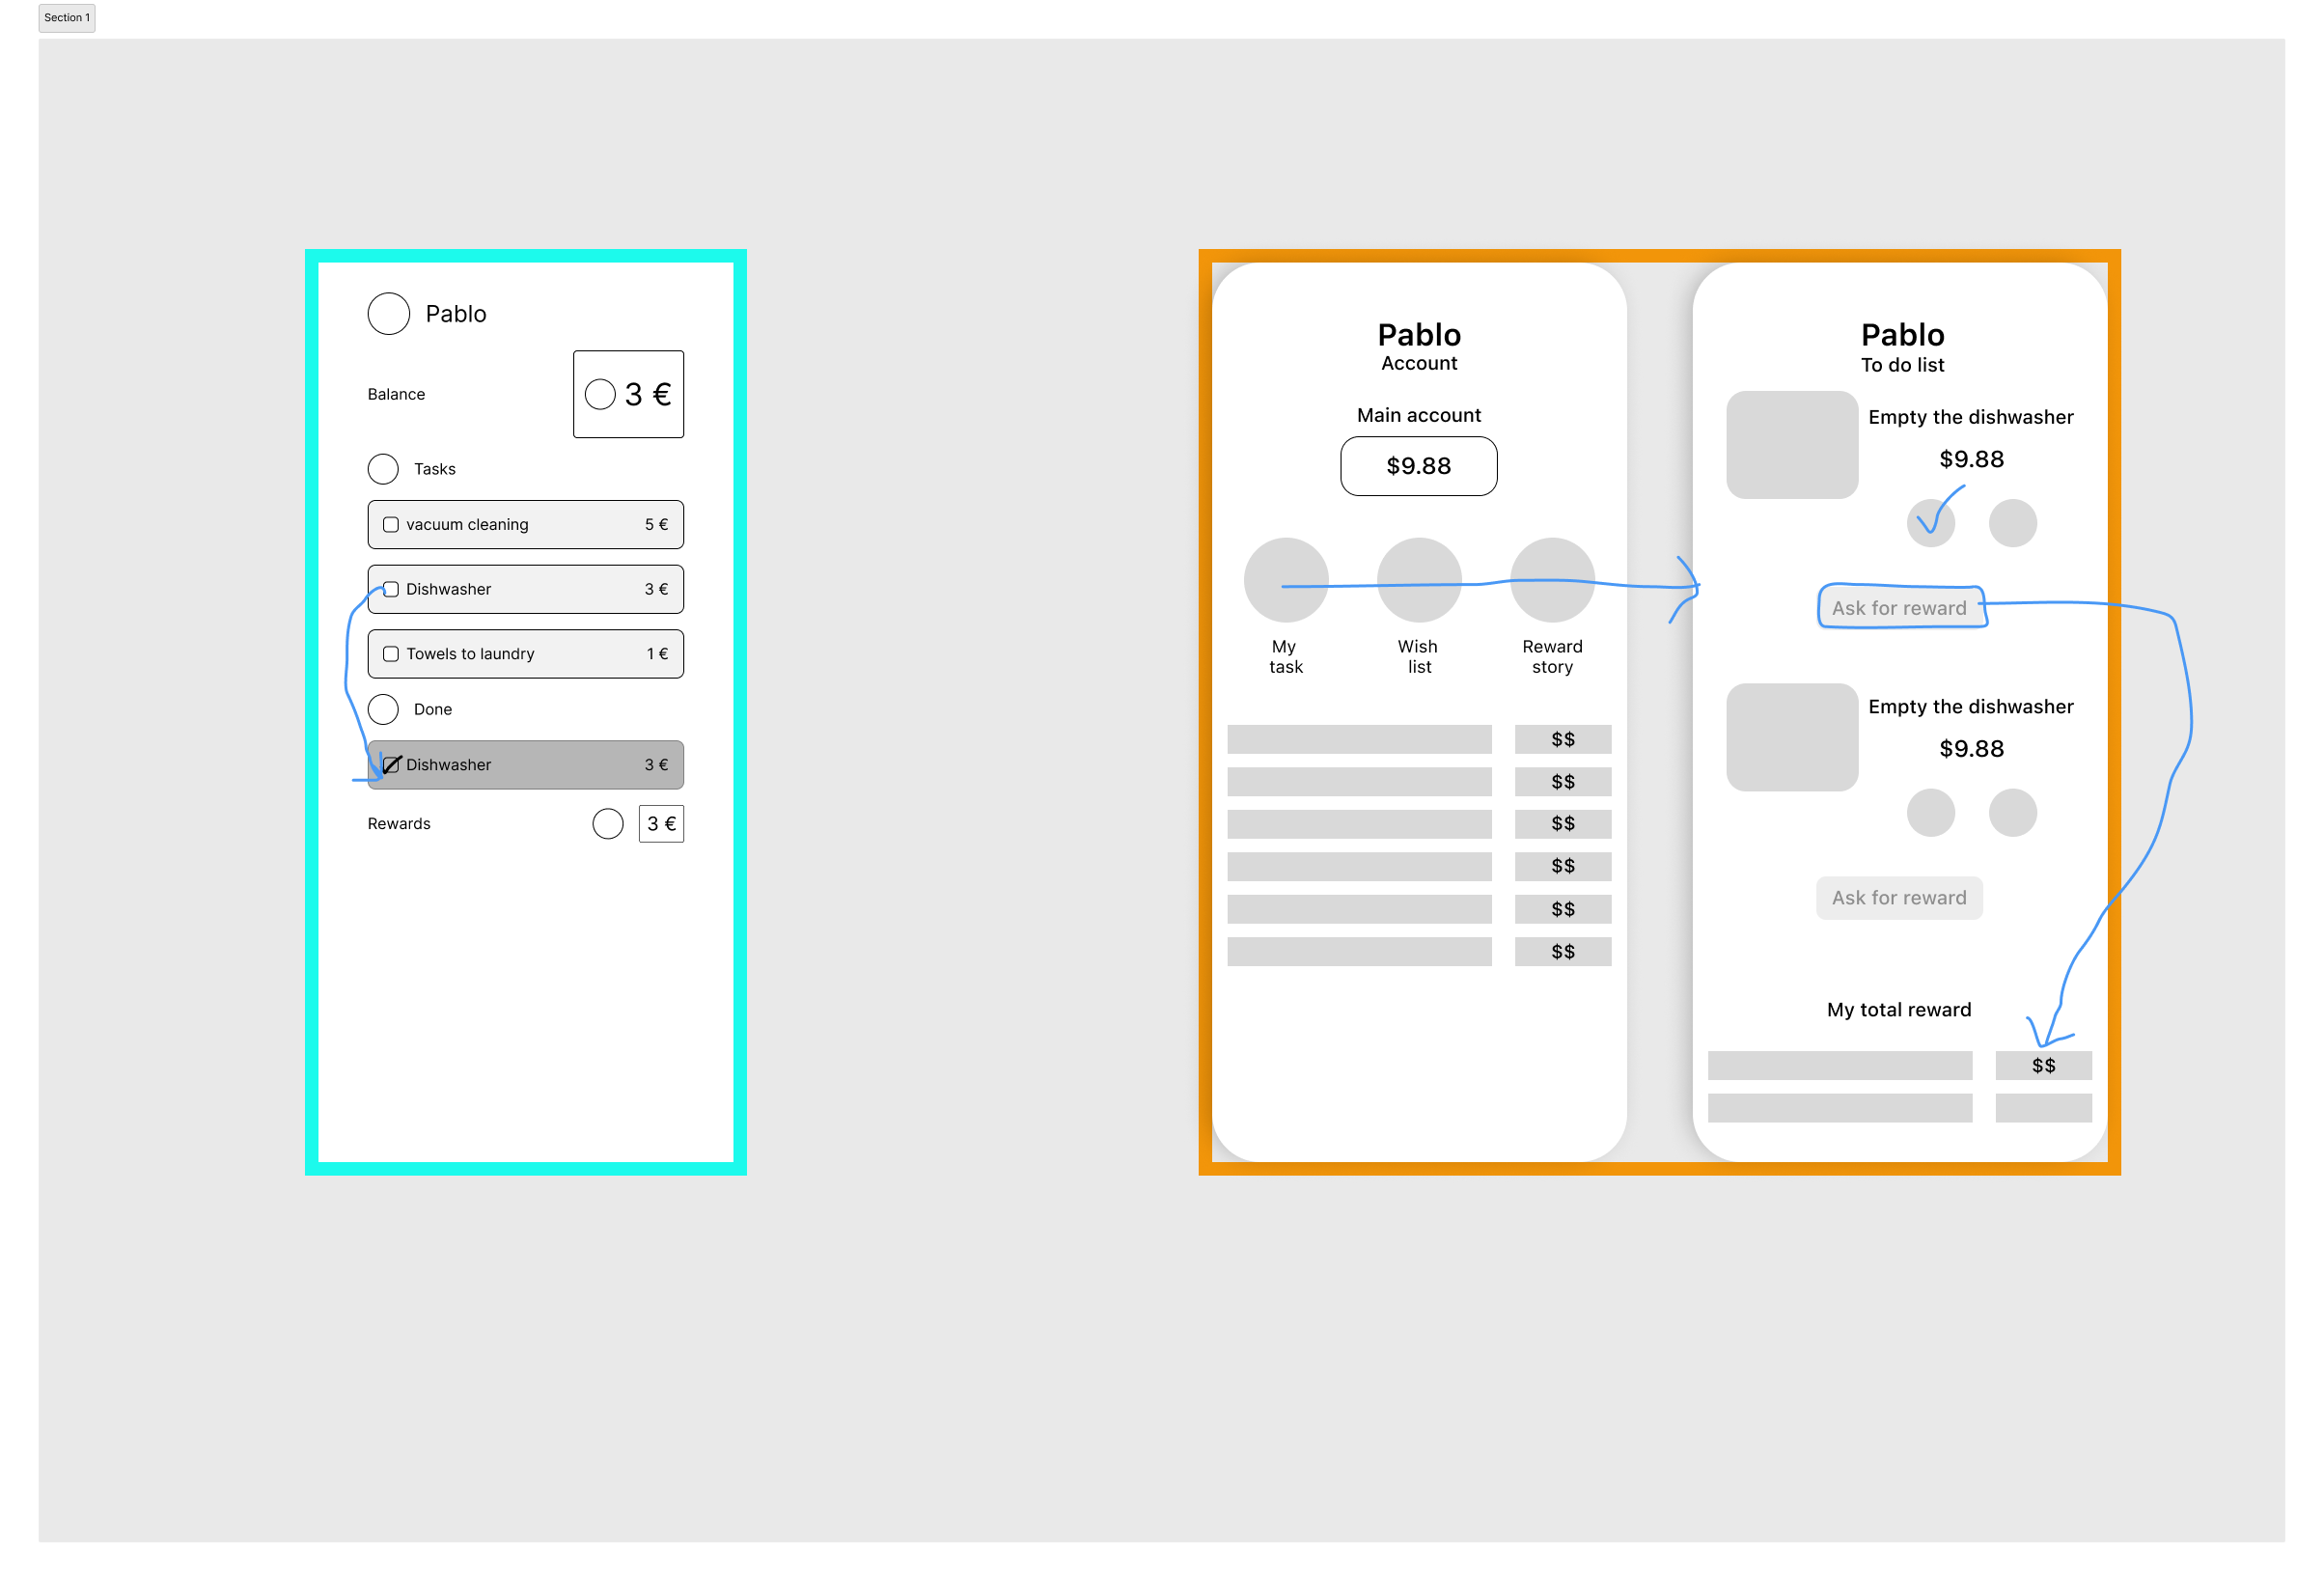 Section 1
Pablo
Balance
3 €
Tasks
vacuum cleaning 5 €
Dishwasher 3 €
Towels to laundry 1 €
Done
Dishwasher 3 €
Rewards 3 €
Pablo
Account
Main account
$9.88
My task
Wish list
Reward story
$$
$$
$$
$$
$$
$$
Pablo
To do list
Empty the dishwasher
$9.88
Ask for reward
Empty the dishwasher
$9.88
Ask for reward
My total reward
$$